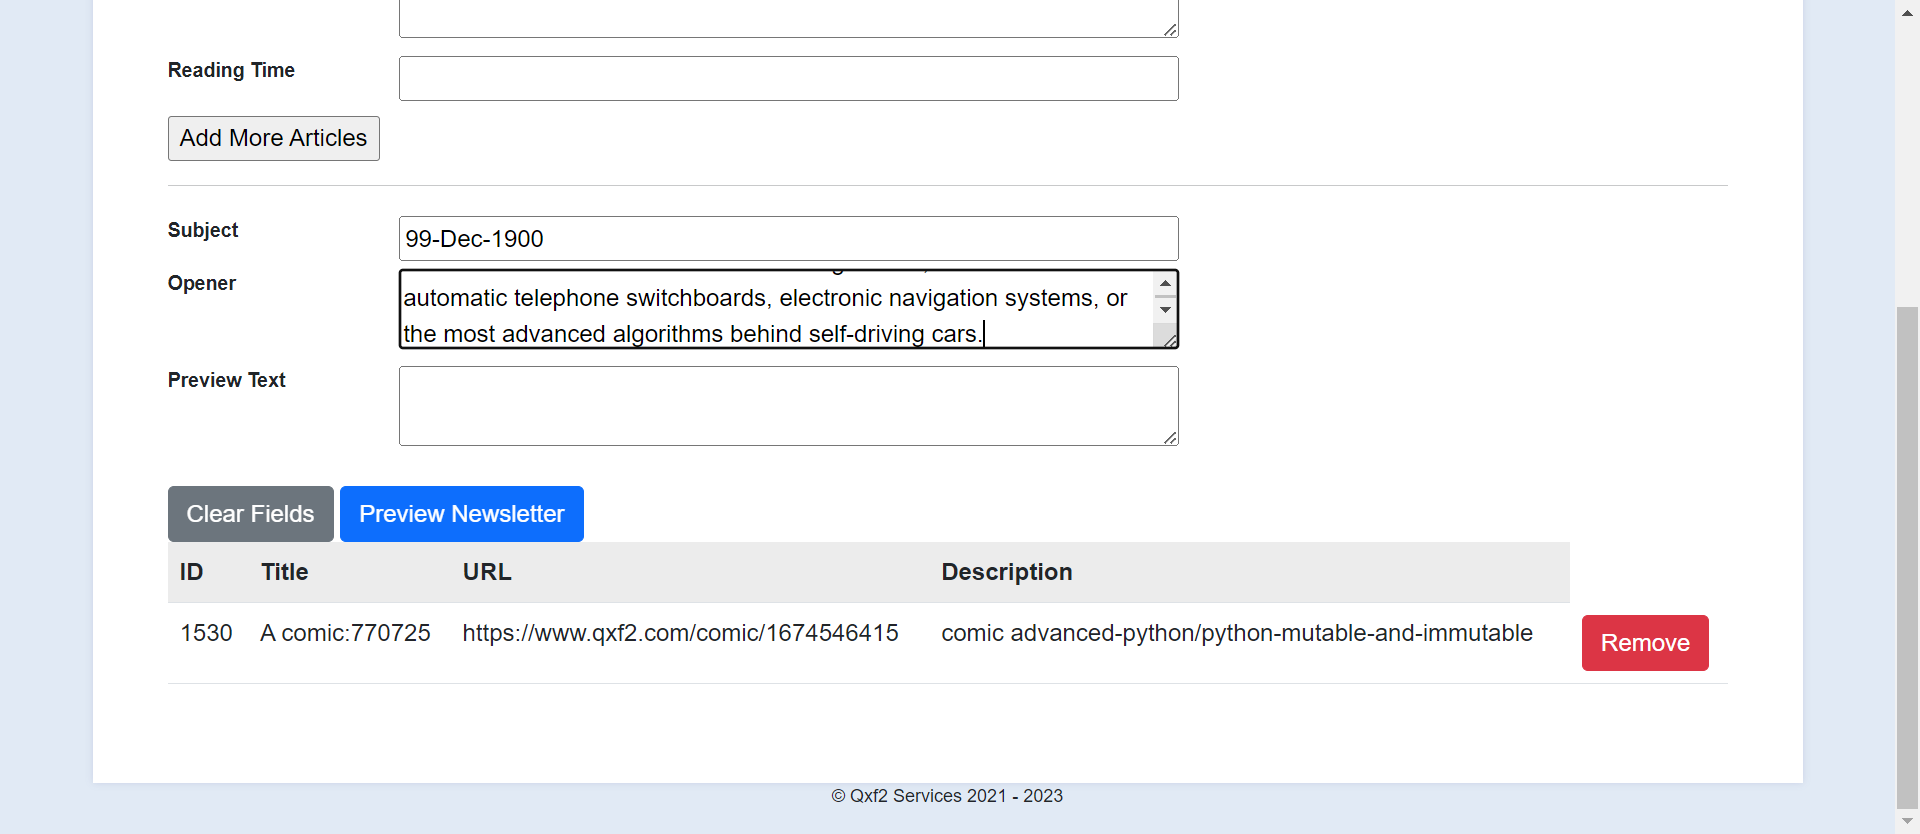 Reading Time
Add More Articles
Subject
99-Dec-1900
Opener
automatic telephone switchboards, electronic navigation systems, or
the most advanced algorithms behind self-driving cars.
Preview Text
Clear Fields
Preview Newsletter
ID Title URL Description
1530 A comic:770725 https://www.qxf2.com/comic/1674546415 comic advanced-python/python-mutable-and-immutable Remove
© Qxf2 Services 2021 - 2023